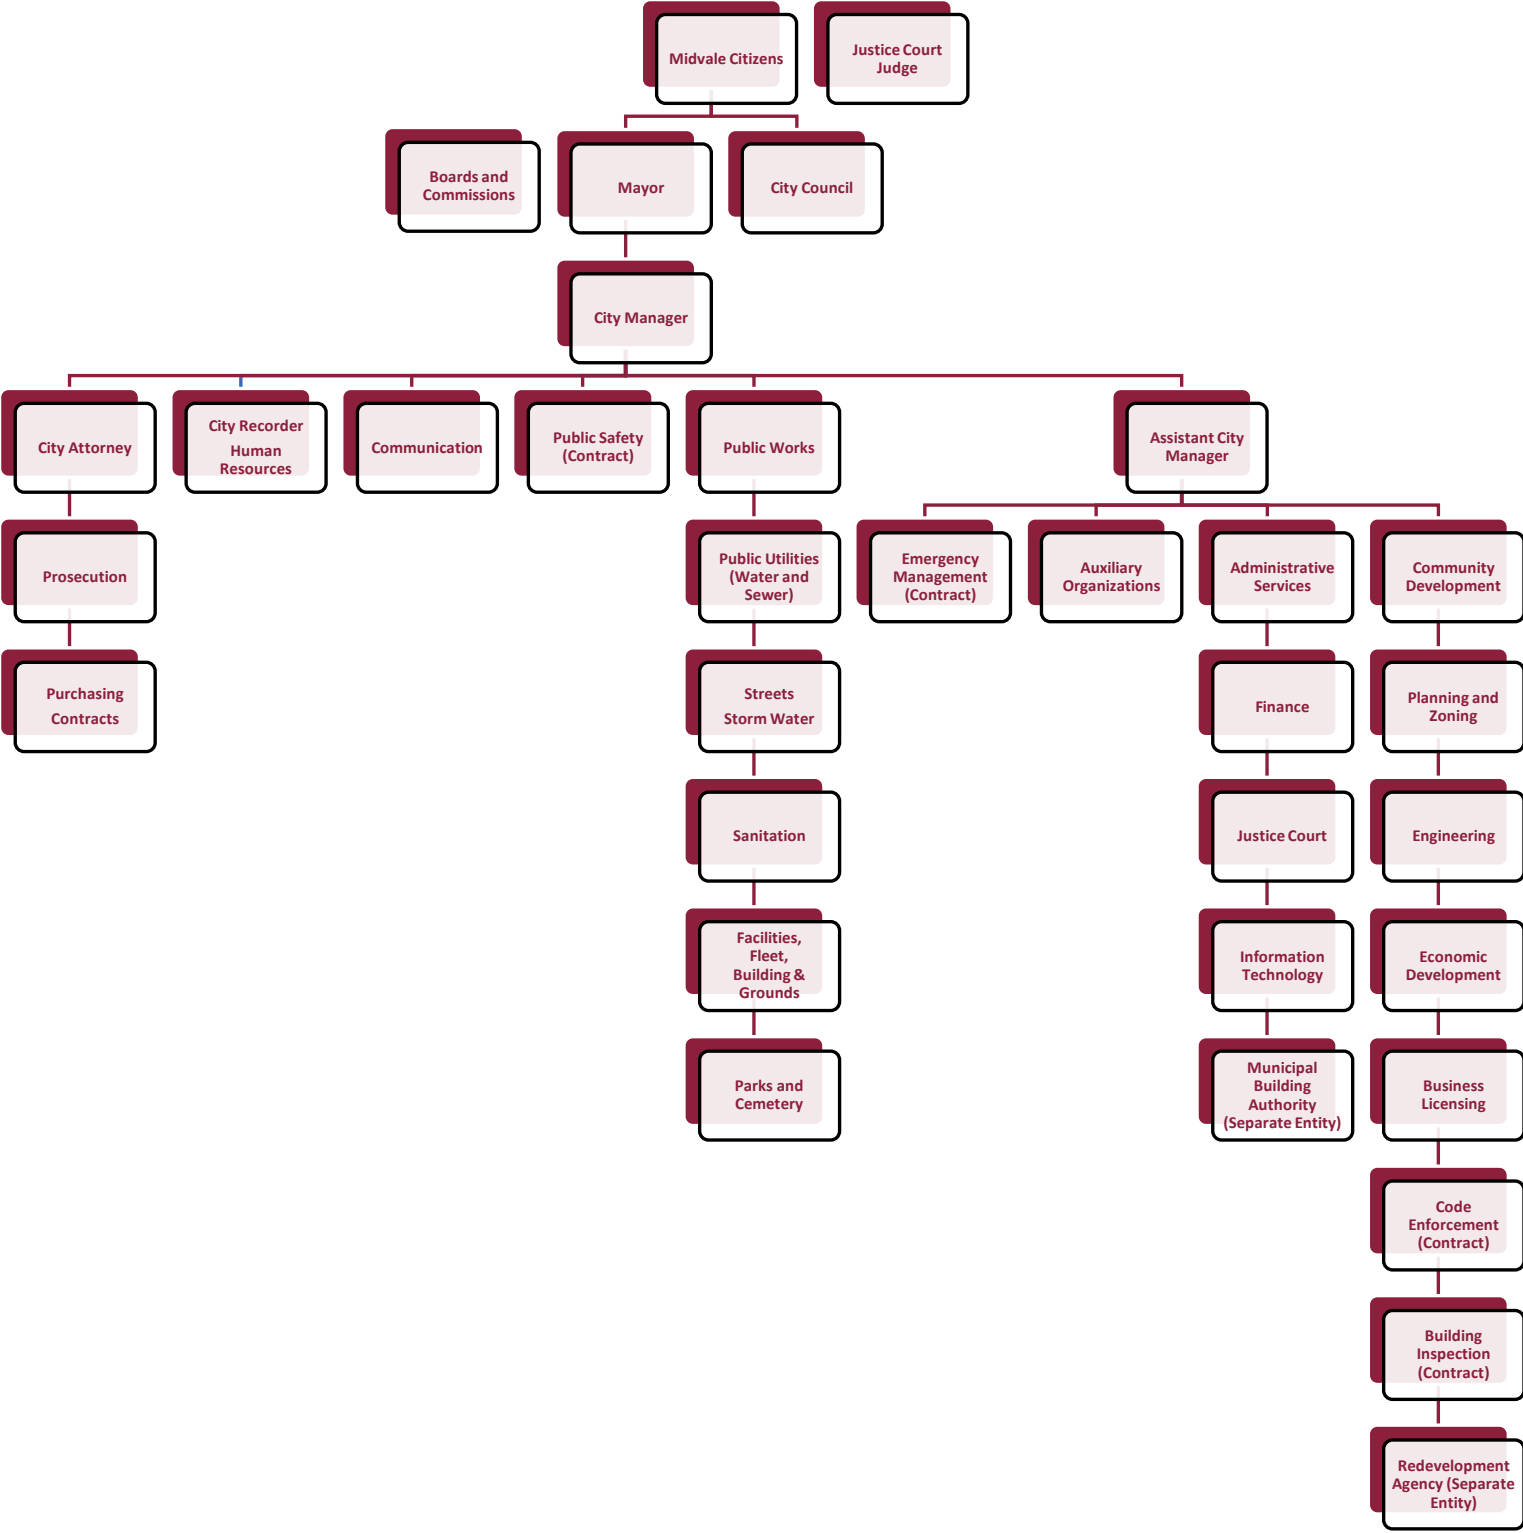 Midvale Citizens
Justice Court
Judge
Boards and
Commissions
Mayor
City Council
City Manager
City Attorney
City Recorder
Human
Resources
Communication
Public Safety
(Contract)
Public Works
Assistant City
Manager
Prosecution
Public Utilities
(Water and
Sewer)
Emergency
Management
(Contract)
Auxiliary
Organizations
Administrative
Services
Community
Development
Purchasing
Contracts
Streets
Storm Water
Finance
Planning and
Zoning
Sanitation
Justice Court
Engineering
Facilities,
Fleet,
Building &
Grounds
Information
Technology
Economic
Development
Parks and
Cemetery
Municipal
Building
Authority
(Separate Entity)
Business
Licensing
Code
Enforcement
(Contract)
Building
Inspection
(Contract)
Redevelopment
Agency (Separate
Entity)